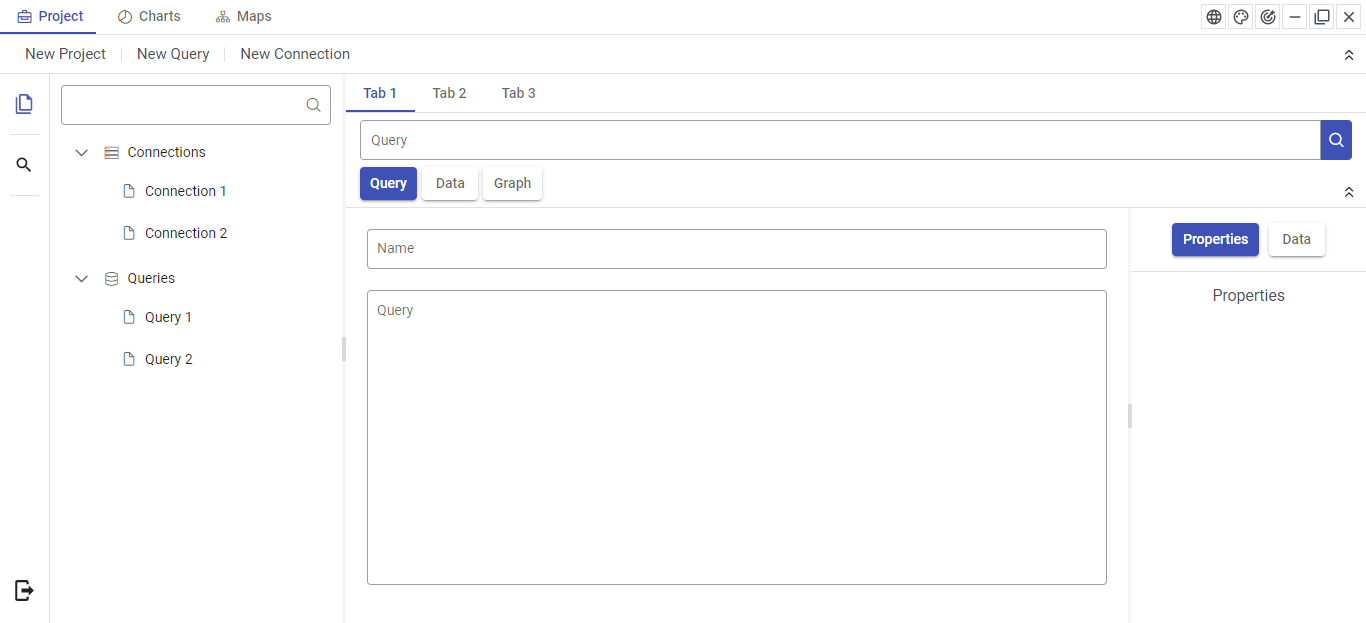 Project Charts Maps
New Project New Query New Connection
Tab 1 Tab 2 Tab 3
Connections
Connection 1
Connection 2
Queries
Query 1
Query 2
Query
Query Data Graph
Name
Query
Properties Data
Properties